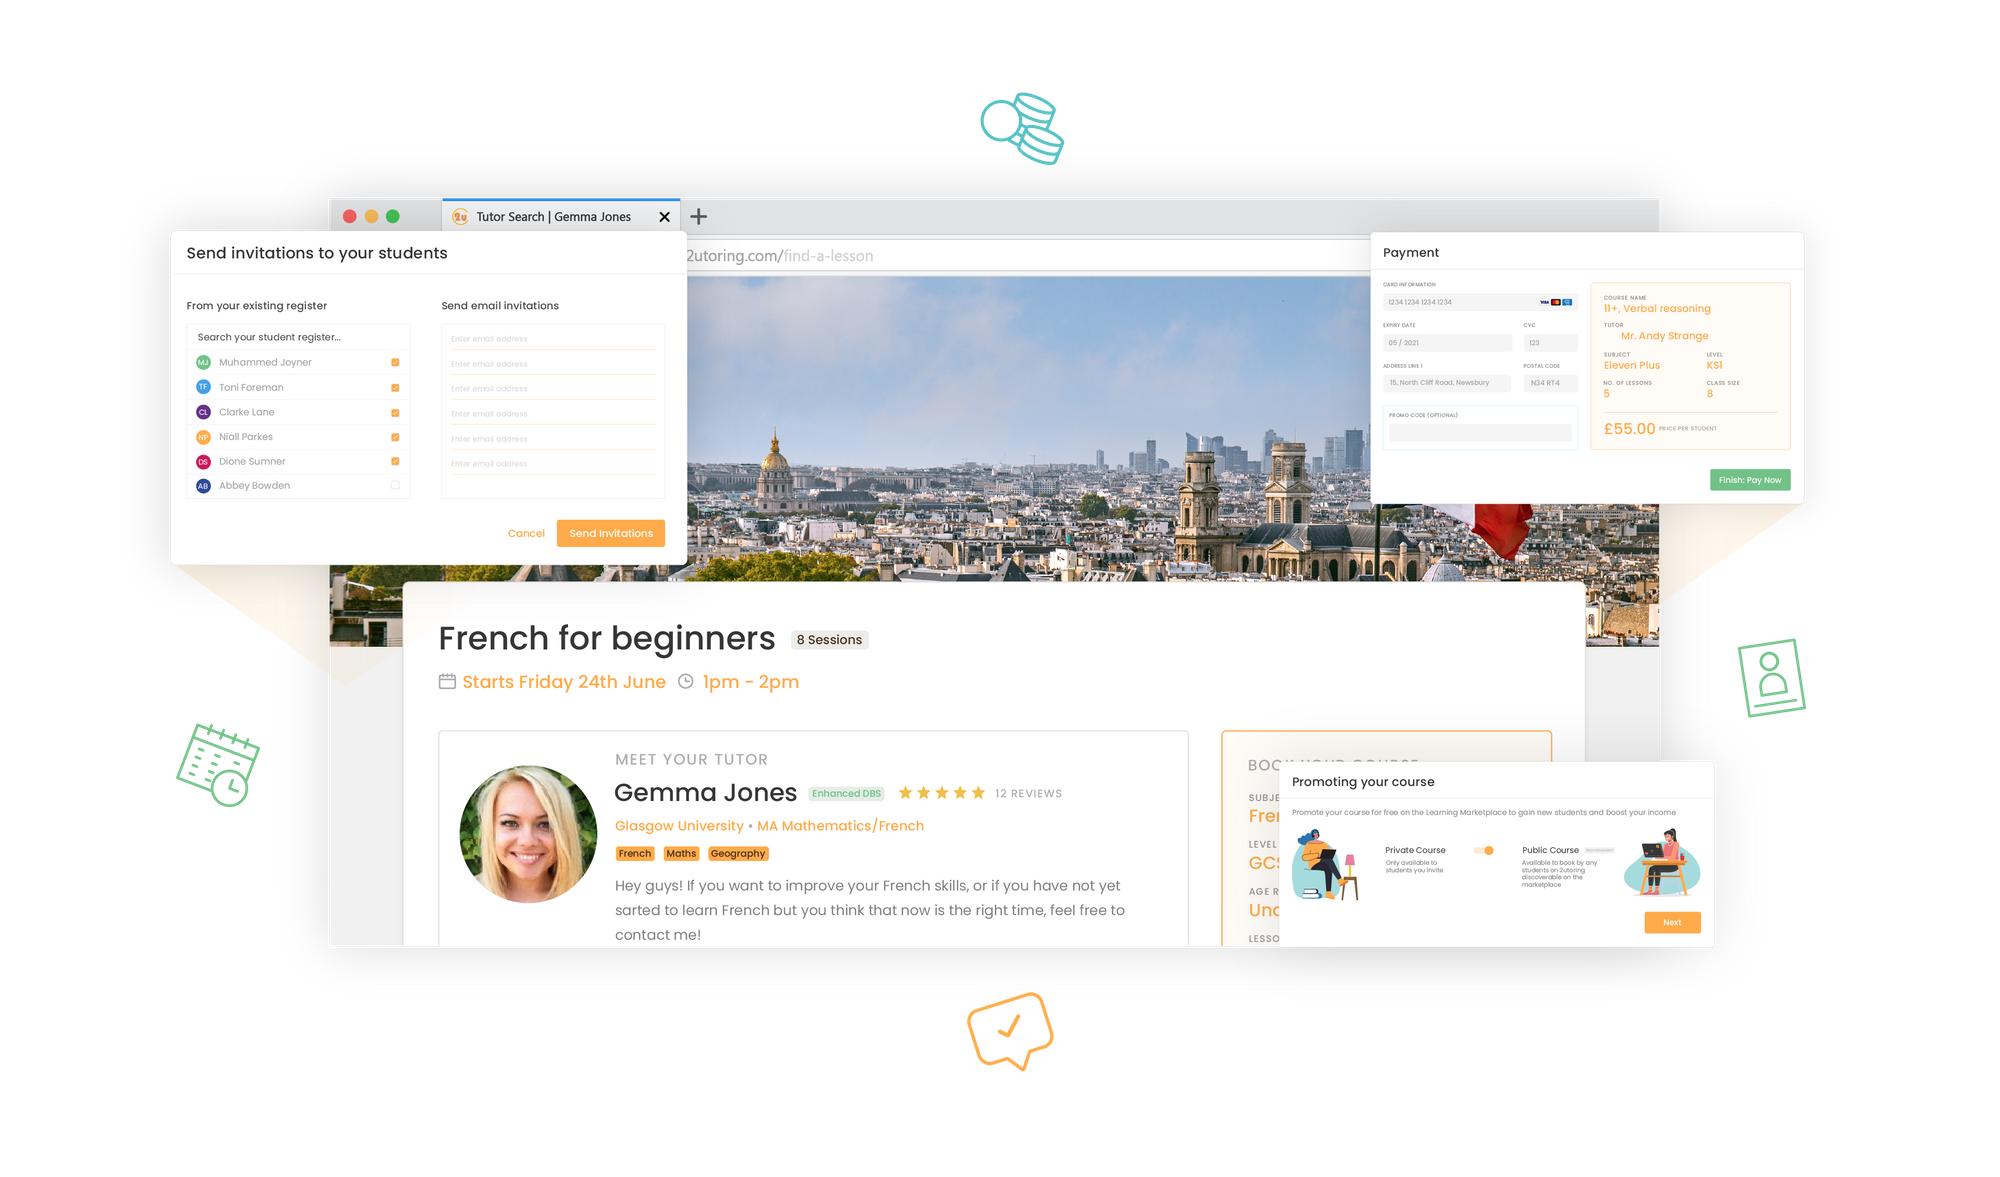 2u Tutor Search | Gemma Jones
2utoring.com/find-a-lesson
Send invitations to your students
From your existing register
Search your student register...
MJ Muhammed Joyner
TF Toni Foreman
CL Clarke Lane
NP Niall Parkes
DS Dione Sumner
AB Abbey Bowden
Send email invitations
Enter email address
Enter email address
Enter email address
Enter email address
Enter email address
Enter email address
Cancel
Send Invitations
Payment
CARD INFORMATION
1234 1234 1234 1234
VISA
EXPIRY DATE
CVC
05 / 2021
123
ADDRESS LINE 1
POSTAL CODE
15, North Cliff Road, Newsbury
N34 RT4
PROMO CODE (OPTIONAL)
COURSE NAME
11+, Verbal reasoning
TUTOR
Mr. Andy Strange
SUBJECT
LEVEL
Eleven Plus
KS1
NO. OF LESSONS
CLASS SIZE
5
8
£55.00 PRICE PER STUDENT
Finish: Pay Now
French for beginners 8 Sessions
Starts Friday 24th June 1pm - 2pm
MEET YOUR TUTOR
Gemma Jones Enhanced DBS 12 REVIEWS
Glasgow University • MA Mathematics/French
French Maths Geography
Hey guys! If you want to improve your French skills, or if you have not yet
sarted to learn French but you think that now is the right time, feel free to
contact me!
BOOK YOUR COURSE
SUBJE
Fren
LEVEL
GCS
AGE R
Und
LESSO
Promoting your course
Promote your course for free on the Learning Marketplace to gain new students and boost your income
Private Course
Only available to
students you invite
Public Course
Available to book by any
students on 2utoring
discoverable on the
marketplace
Next